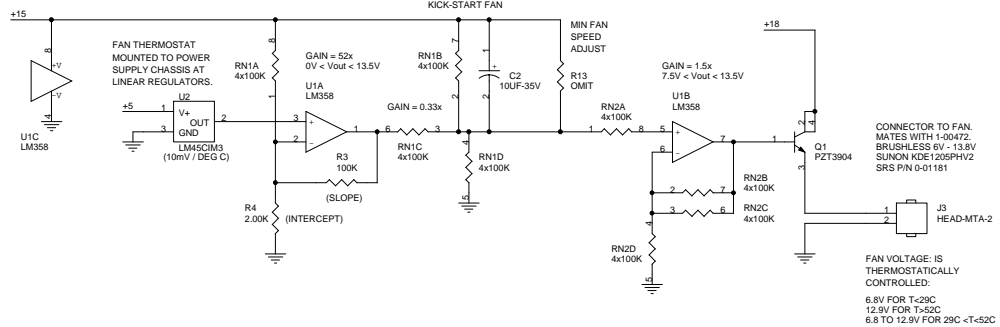 KICK-START FAN
+15
+18
8
+V
-V
4
U1C
LM358
FAN THERMOSTAT
MOUNTED TO POWER
SUPPLY CHASSIS AT
LINEAR REGULATORS.
+5
1
3
U2
V+
OUT
GND
2
LM45CIM3
(10mV / DEG C)
8
RN1A
4x100K
1
GAIN = 52x
0V < Vout < 13.5V
U1A
LM358
3
+
2
-
1
R3
100K
(SLOPE)
R4
2.00K
(INTERCEPT)
GAIN = 0.33x
6
3
RN1C
4x100K
7
RN1B
4x100K
2
1
+
C2
10UF-35V
2
4
RN1D
4x100K
5
MIN FAN
SPEED
ADJUST
R13
OMIT
RN2A
4x100K
1
8
GAIN = 1.5x
7.5V < Vout < 13.5V
U1B
LM358
5
+
6
-
7
2
7
RN2B
4x100K
3
6
RN2C
4x100K
4
RN2D
4x100K
5
1
2
4
3
Q1
PZT3904
CONNECTOR TO FAN.
MATES WITH 1-00472.
BRUSHLESS 6V - 13.8V
SUNON KDE1205PHV2
SRS P/N 0-01181
1
2
J3
HEAD-MTA-2
FAN VOLTAGE: IS
THERMOSTATICALLY
CONTROLLED:
6.8V FOR T<29C
12.9V FOR T>52C
6.8 TO 12.9V FOR 29C <T<52C